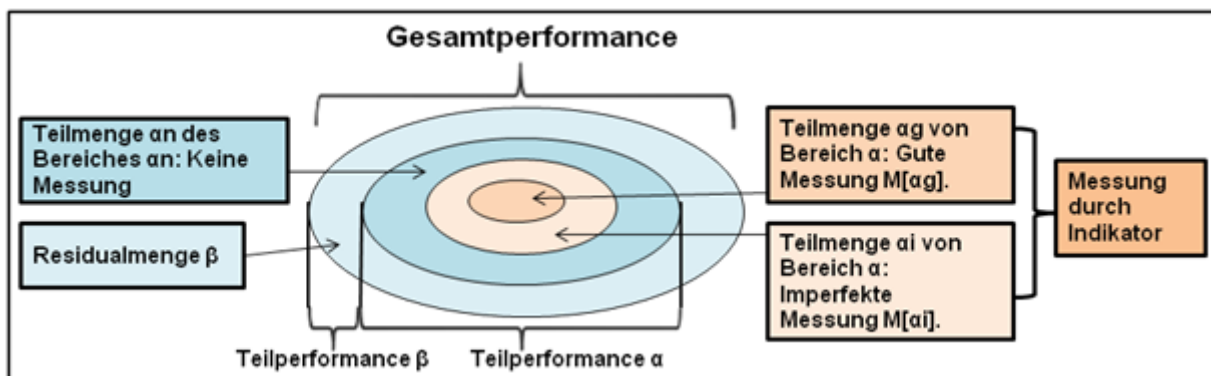 Gesamtperformance
Teilmenge αn des
Bereiches αn: Keine
Messung
Residualmenge β
Teilmenge αg von
Bereich α: Gute
Messung M[αg].
Teilmenge αi von
Bereich α:
Imperfekte
Messung M[αi].
Messung
durch
Indikator
Teilperformance β
Teilperformance α